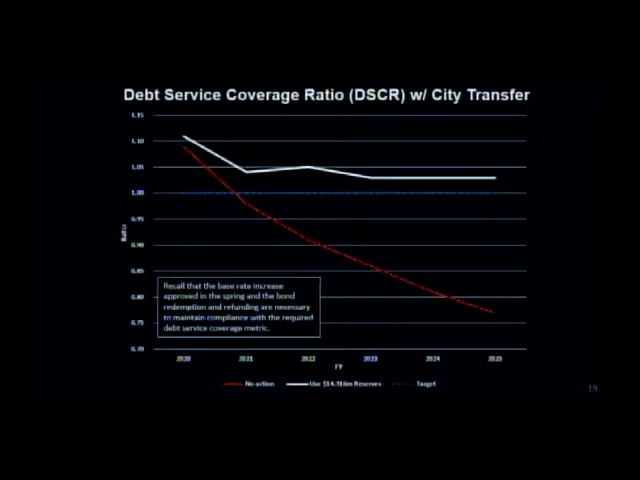 Debt Service Coverage Ratio (DSCR) w/ City Transfer
1.15
1.10
1.05
1.00
0.95
0.90
0.85
0.80
0.75
0.70
Ratio
Recall that the base rate increase
approved in the spring and the bond
redemption and refunding are necessary
to maintain compliance with the required
debt service coverage metric.
2020 2021 2022 2023 2024 2025
FY
No action Use Reserves Target
19